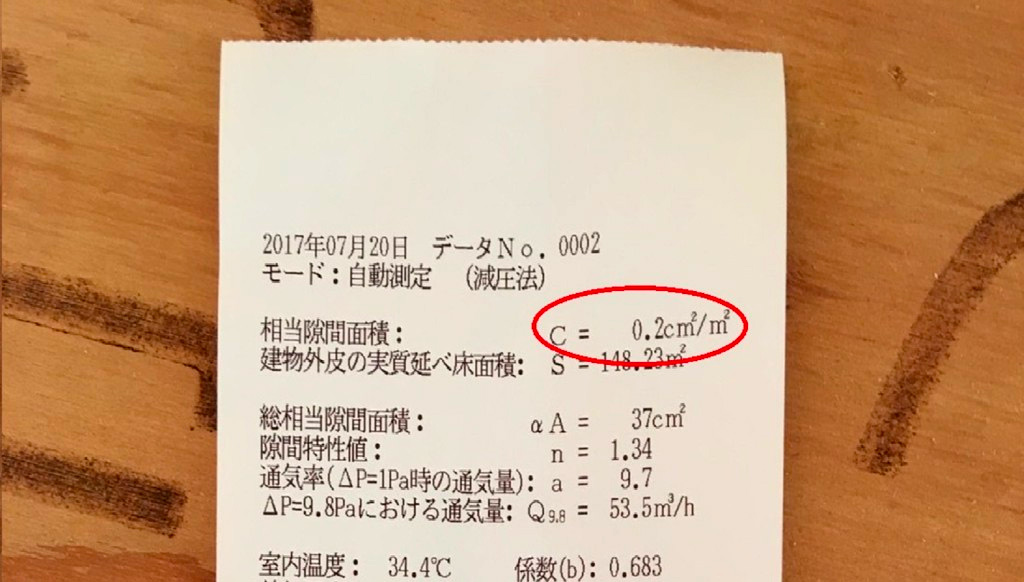 2017年07月20日 データNo. 0002
モード：自動測定 （減圧法）
相当隙間面積： C = 0.2cm²/m²
建物外皮の実質延べ床面積： S = 148.23m²
総相当隙間面積： αA = 37cm²
隙間特性値： n = 1.34
通気率(ΔP=1Pa時の通気量)： a = 9.7
ΔP=9.8Paにおける通気量： Q9.8 = 53.5m³/h
室内温度： 34.4℃ 係数(b)： 0.683